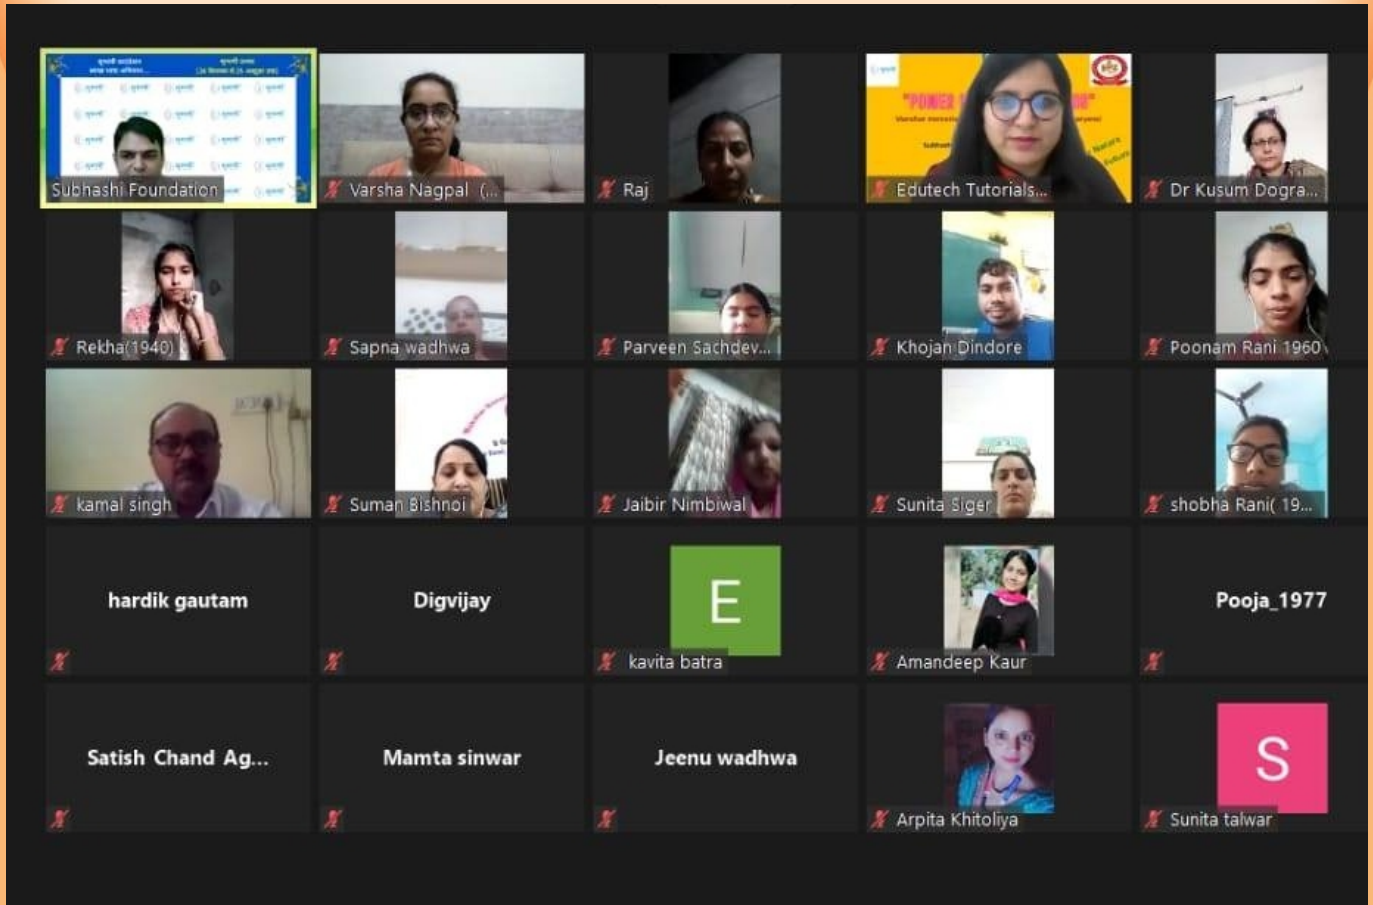 "POWER
Subhashi Foundation
Varsha Nagpal (...
Raj
Edutech Tutorials...
Dr Kusum Dogra...
Rekha(1940)
Sapna wadhwa
Parveen Sachdev...
Khojan Dindore
Poonam Rani 1960
kamal singh
Suman Bishnoi
Jaibir Nimbiwal
Sunita Siger
shobha Rani( 19...
hardik gautam
Digvijay
E
kavita batra
Amandeep Kaur
Pooja_1977
Satish Chand Ag...
Mamta sinwar
Jeenu wadhwa
Arpita Khitoliya
S
Sunita talwar